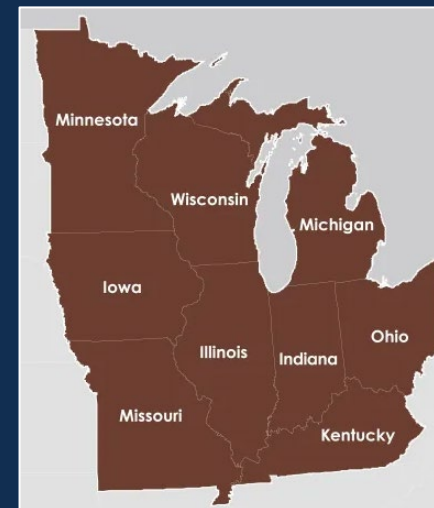 Minnesota
Wisconsin
Michigan
Iowa
Illinois
Indiana
Ohio
Missouri
Kentucky